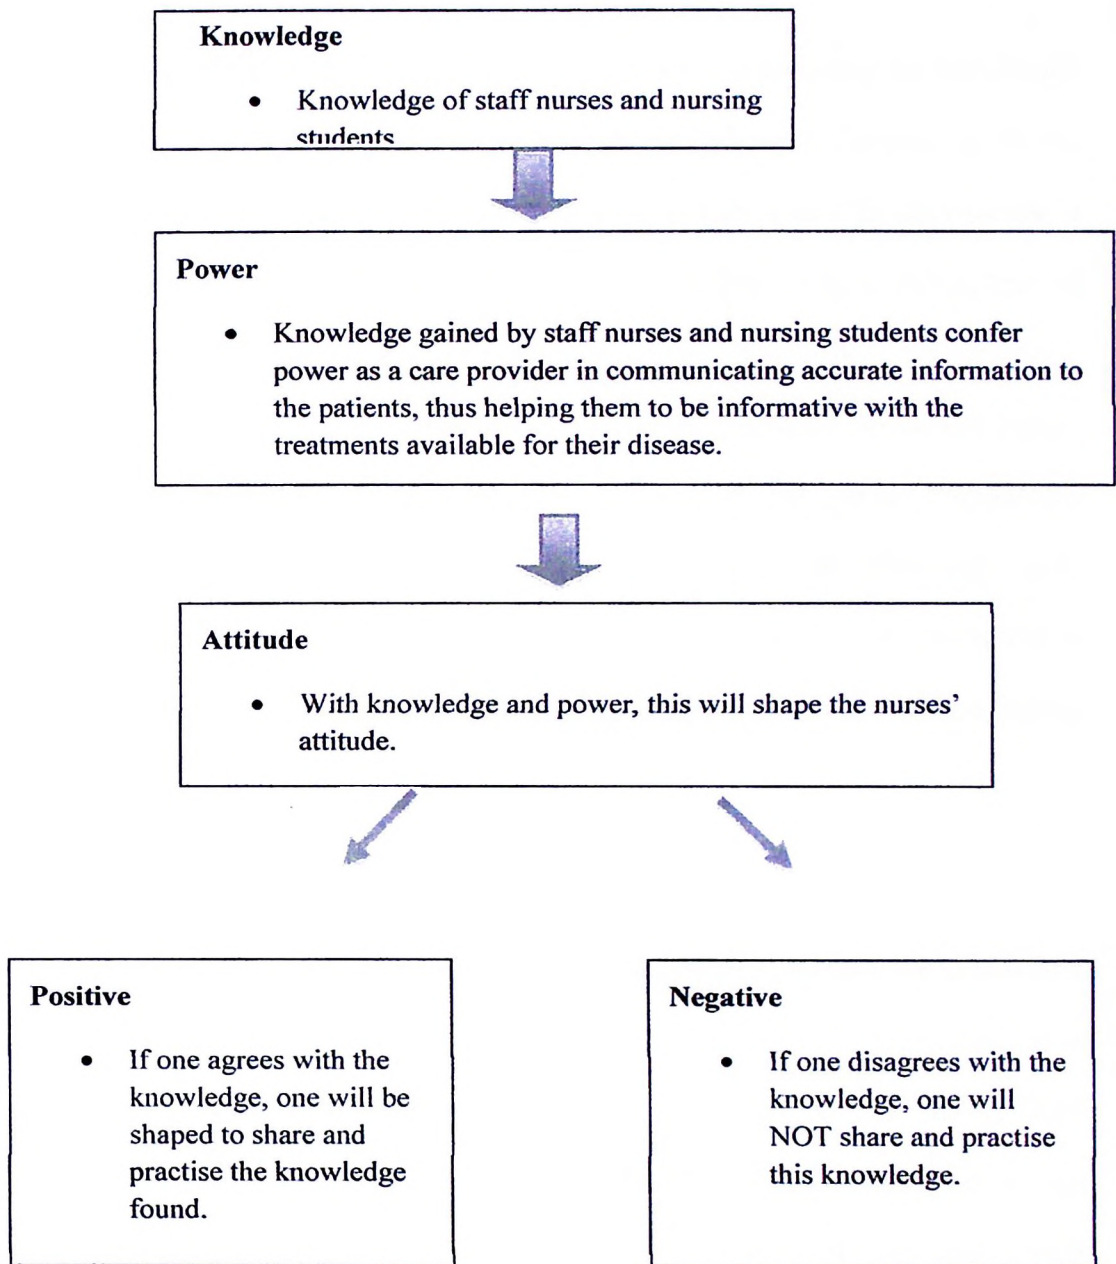 Knowledge
• Knowledge of staff nurses and nursing
students
Power
• Knowledge gained by staff nurses and nursing students confer
power as a care provider in communicating accurate information to
the patients, thus helping them to be informative with the
treatments available for their disease.
Attitude
• With knowledge and power, this will shape the nurses’
attitude.
Positive
• If one agrees with the
knowledge, one will be
shaped to share and
practise the knowledge
found.
Negative
• If one disagrees with the
knowledge, one will
NOT share and practise
this knowledge.